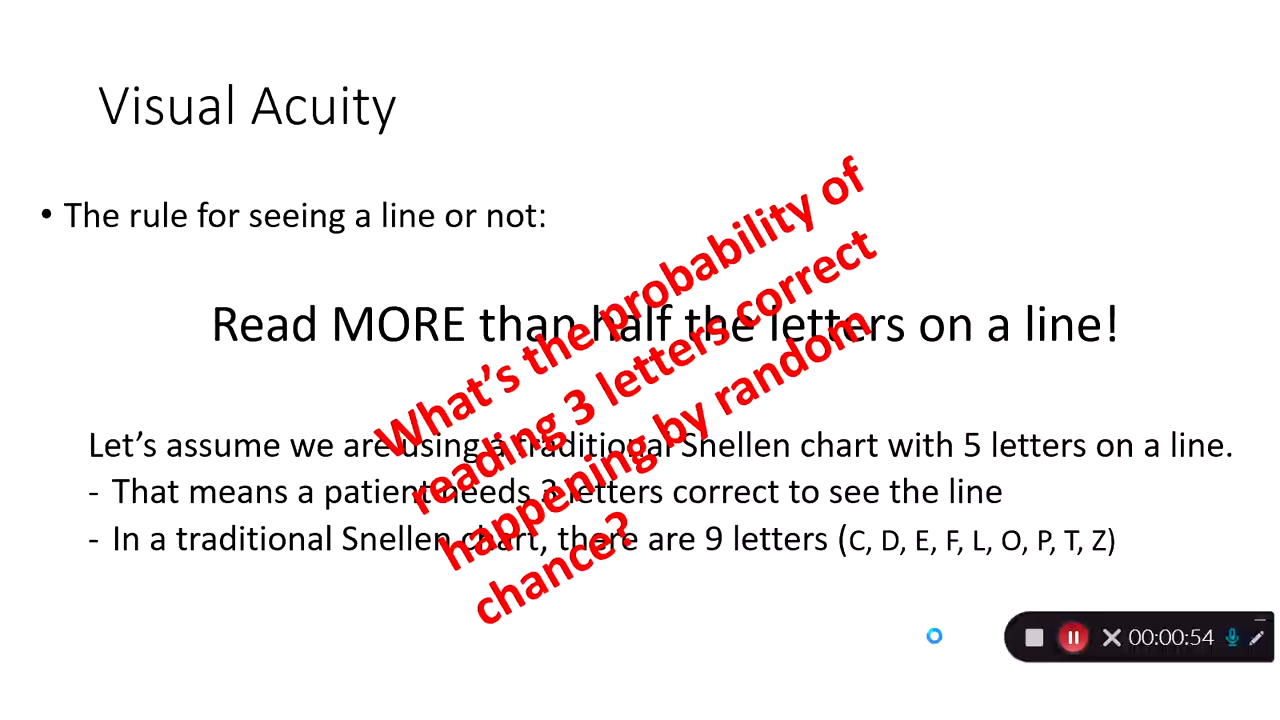 Visual Acuity
• The rule for seeing a line or not:
Read MORE than half the letters on a line!
Let's assume we are using a traditional Snellen chart with 5 letters on a line.
- That means a patient needs 3 letters correct to see the line
- In a traditional Snellen chart, there are 9 letters (C, D, E, F, L, O, P, T, Z)
What's the probability of
reading 3 letters correct
happening by random
chance?
00:00:54